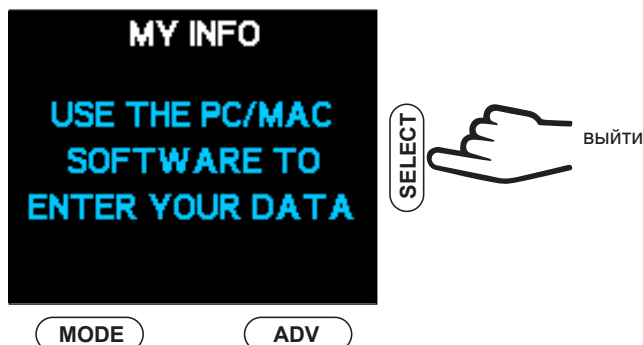 MY INFO
USE THE PC/MAC
SOFTWARE TO
ENTER YOUR DATA
SELECT
выйти
MODE
ADV